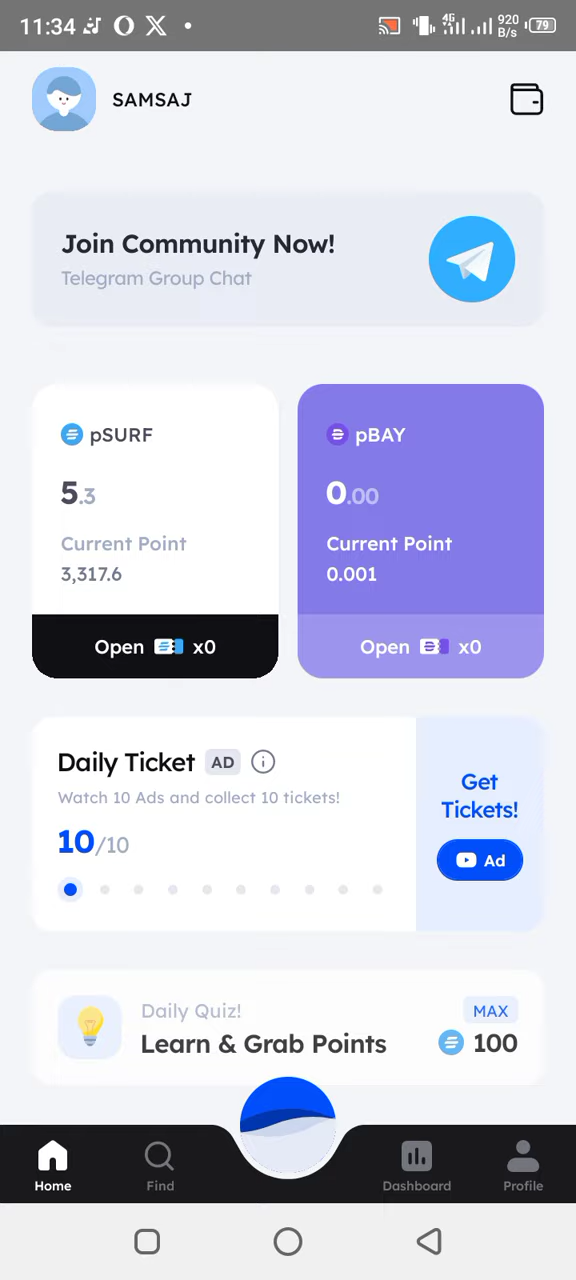 11:34 4G 920 B/s 79
SAMSAJ
Join Community Now!
Telegram Group Chat
pSURF
5.3
Current Point
3,317.6
Open x0
pBAY
0.00
Current Point
0.001
Open x0
Daily Ticket AD
Watch 10 Ads and collect 10 tickets!
10/10
Get
Tickets!
Ad
Daily Quiz!
Learn & Grab Points
MAX
100
Home
Find
Dashboard
Profile